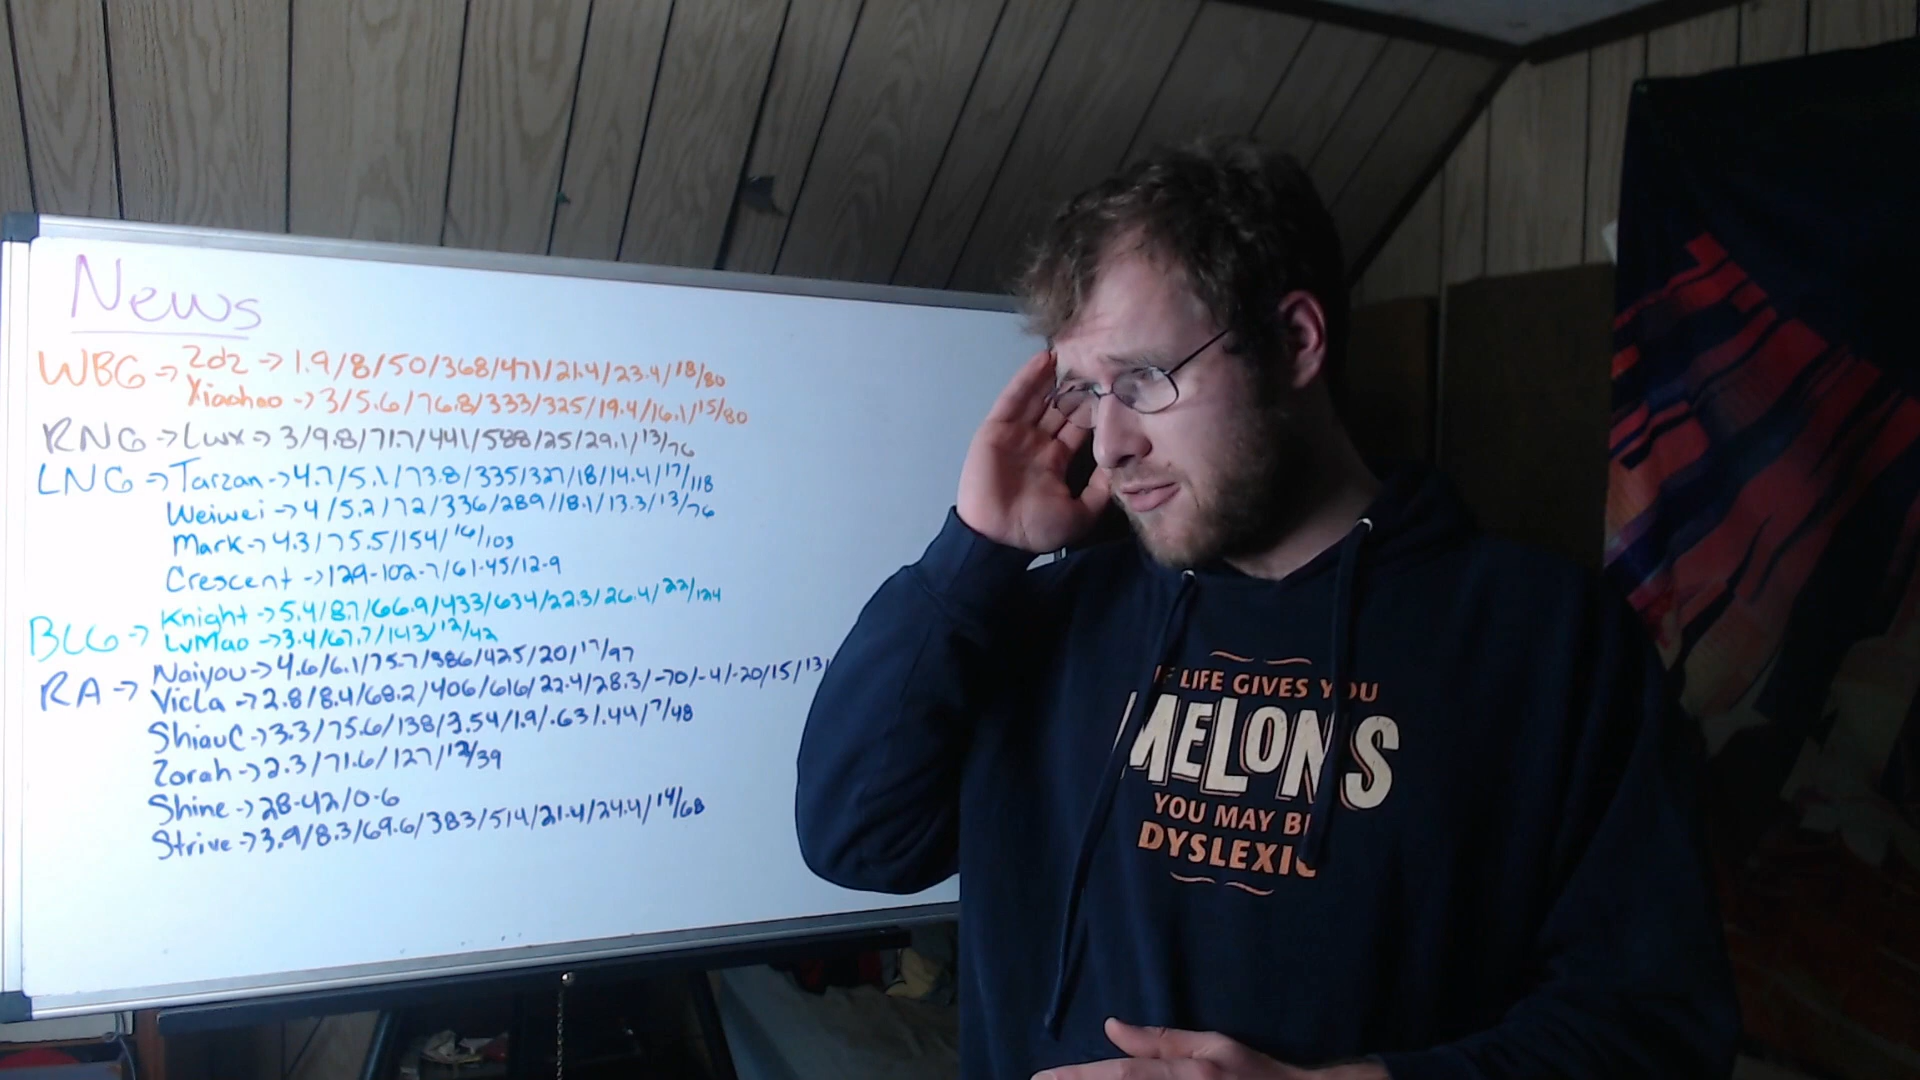 News
WBG → Zdz → 1.9/8/50/368/471/21.4/23.4/18/80
Xiaohao → 3/5.6/76.8/333/325/19.4/16.1/15/80
RNG → Lwx → 3/9.8/71.7/441/588/25/29.1/13/76
LNG → Tarzan → 4.7/5.1/73.8/335/327/18/14.4/17/118
Weiwei → 4/5.2/72/336/289/18.1/13.3/13/76
Mark → 4.3/75.5/154/16/103
Crescent → 129-102-7/61-45/12-9
BLG → Knight → 5.4/8.7/66.9/433/634/22.3/26.4/22/124
LvMao → 3.4/67.7/143/12/42
RA → Naiyou → 4.6/6.1/75.7/386/425/20/17/97
Vicla → 2.8/8.4/68.2/406/616/22.4/28.3/-70/-4/-20/15/13/
ShiauC → 3.3/75.6/138/3.54/1.9/.63/.44/7/48
Zorah → 2.3/71.6/127/12/39
Shine → 28-42/0-6
Strive → 3.9/8.3/69.6/383/514/21.4/24.4/14/68
IF LIFE GIVES YOU
MELONS
YOU MAY B
DYSLEXIC